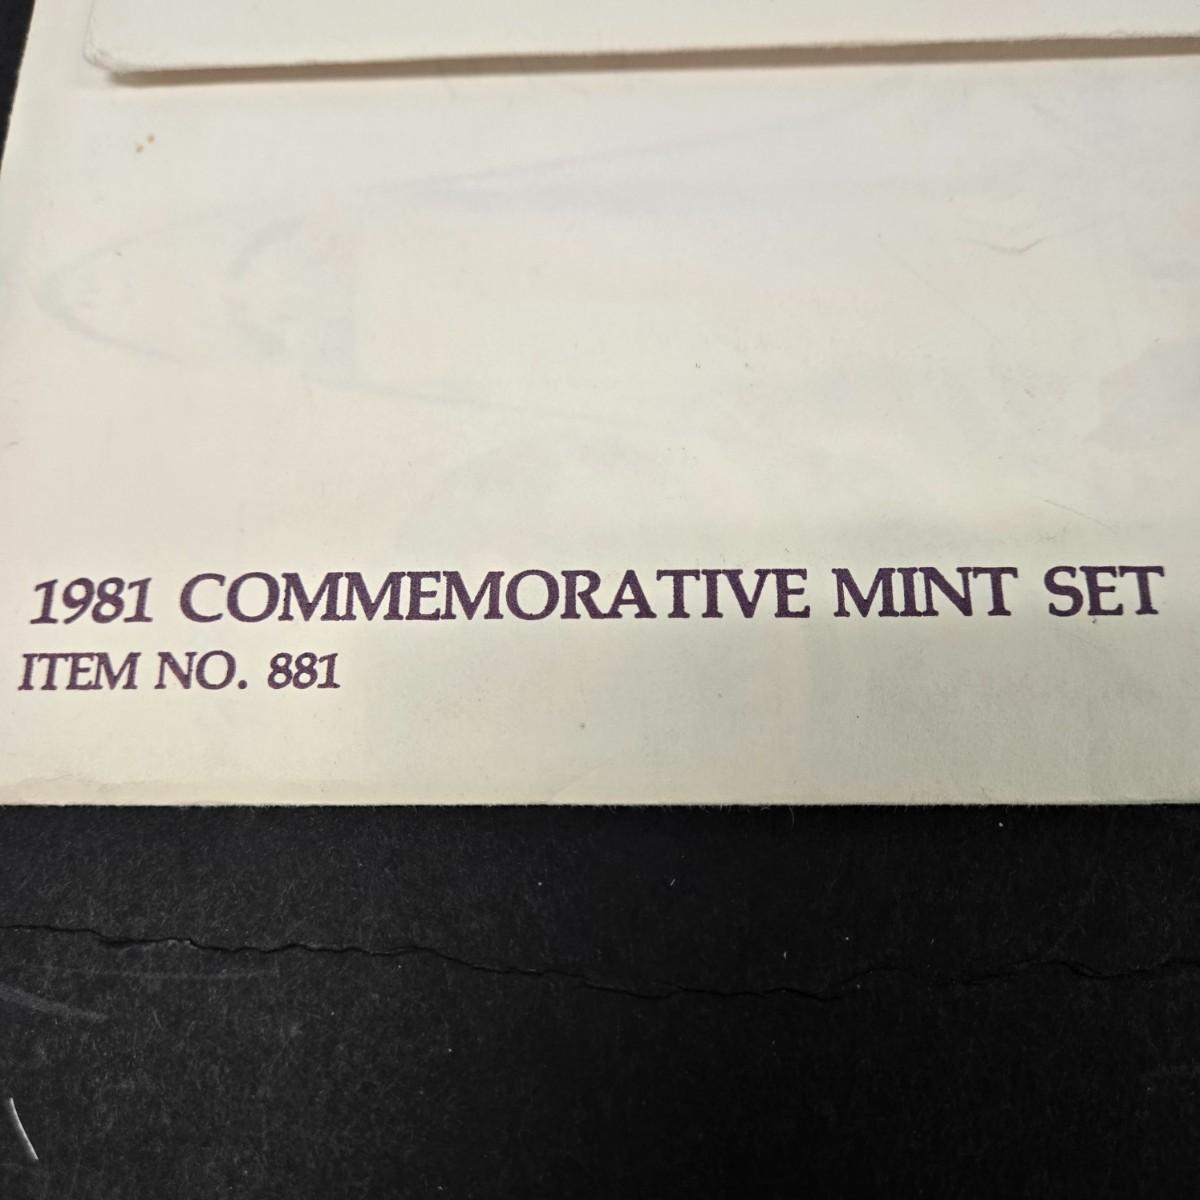 1981 COMMEMORATIVE MINT SET
ITEM NO. 881